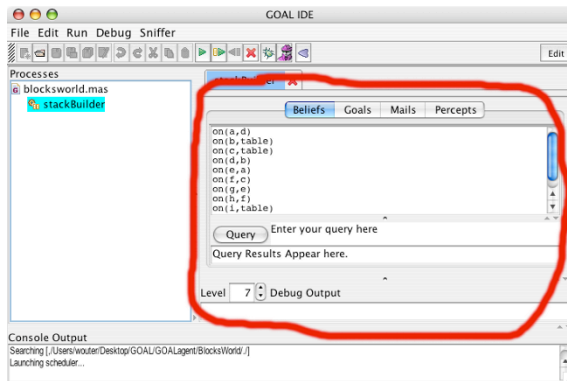 GOAL IDE
File Edit Run Debug Sniffer
Edit
Processes
blocksworld.mas
stackBuilder
stackBuilder
Beliefs Goals Mails Percepts
on(a,d)
on(b,table)
on(c,table)
on(d,b)
on(e,a)
on(f,c)
on(g,e)
on(h,f)
on(i,table)
Query Enter your query here
Query Results Appear here.
Level 7 Debug Output
Console Output
Searching [,/Users/wouter/Desktop/GOAL/GOALagent/BlocksWorld/./]
Launching scheduler...